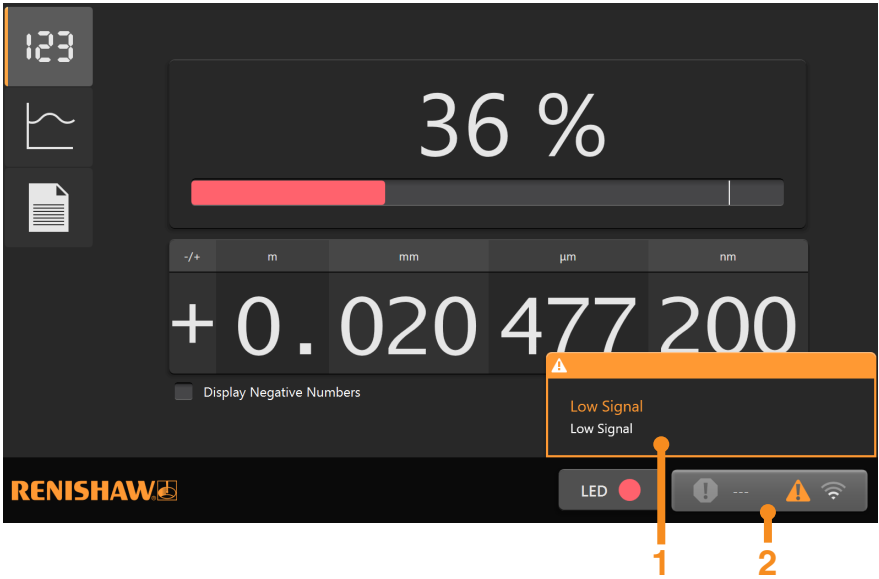 123
36 %
-/+ m mm µm nm
+ 0. 020 477 200
Display Negative Numbers
Low Signal
Low Signal
RENISHAW
LED
---
1 2